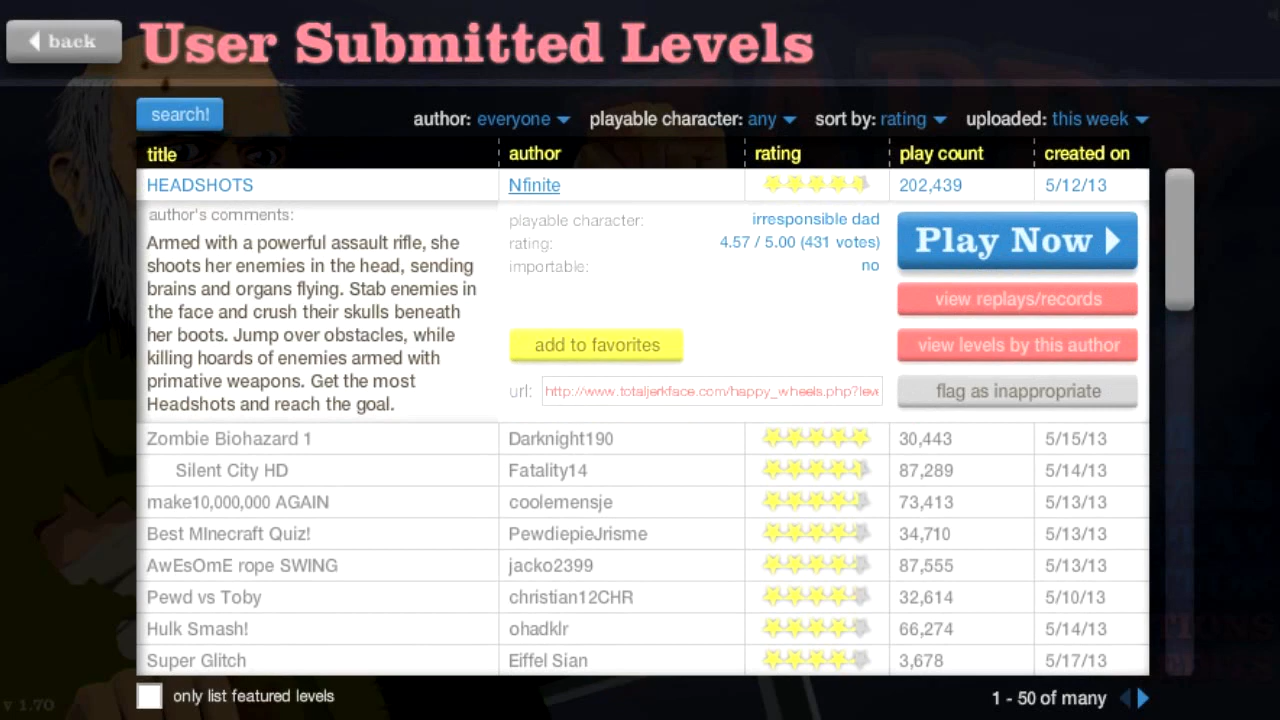 back
User Submitted Levels
search!
author: everyone playable character: any sort by: rating uploaded: this week
title author rating play count created on
HEADSHOTS Nfinite 202,439 5/12/13
author's comments:
Armed with a powerful assault rifle, she
shoots her enemies in the head, sending
brains and organs flying. Stab enemies in
the face and crush their skulls beneath
her boots. Jump over obstacles, while
killing hoards of enemies armed with
primative weapons. Get the most
Headshots and reach the goal.
playable character: irresponsible dad
rating: 4.57 / 5.00 (431 votes)
importable: no
add to favorites
url: http://www.totaljerkface.com/happy_wheels.php?leve
Play Now
view replays/records
view levels by this author
flag as inappropriate
Zombie Biohazard 1 Darknight190 30,443 5/15/13
Silent City HD Fatality14 87,289 5/14/13
make10,000,000 AGAIN coolemensje 73,413 5/13/13
Best MInecraft Quiz! PewdiepieJrisme 34,710 5/13/13
AwEsOmE rope SWING jacko2399 87,555 5/13/13
Pewd vs Toby christian12CHR 32,614 5/10/13
Hulk Smash! ohadklr 66,274 5/14/13
Super Glitch Eiffel Sian 3,678 5/17/13
only list featured levels
1 - 50 of many
v 1.70